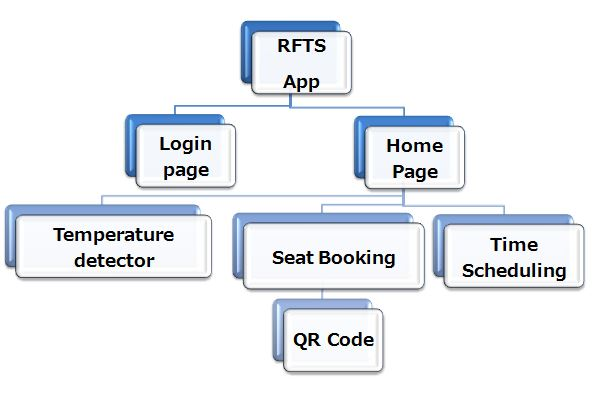 RFTS
App
Login
page
Home
Page
Temperature
detector
Seat Booking
Time
Scheduling
QR Code